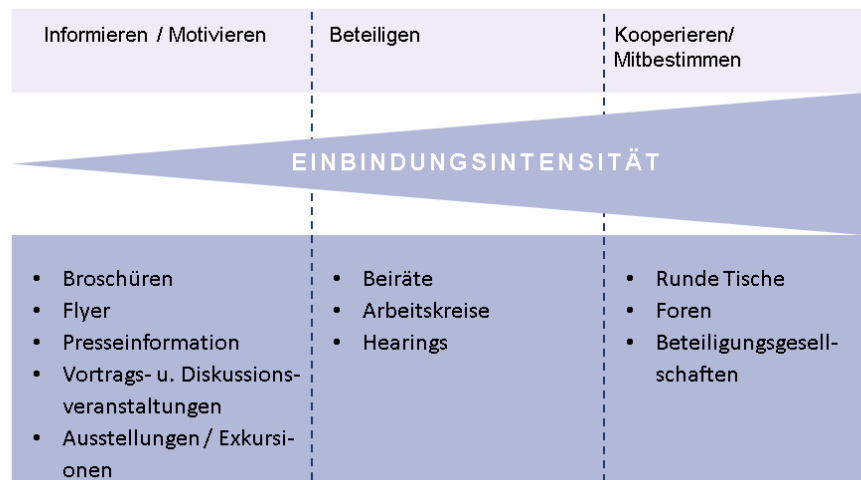 Informieren / Motivieren
Beteiligen
Kooperieren/
Mitbestimmen
EINBINDUNGSINTENSITÄT
• Broschüren
• Flyer
• Presseinformation
• Vortrags- u. Diskussions-
veranstaltungen
• Ausstellungen / Exkursi-
onen
• Beiräte
• Arbeitskreise
• Hearings
• Runde Tische
• Foren
• Beteiligungsgesell-
schaften